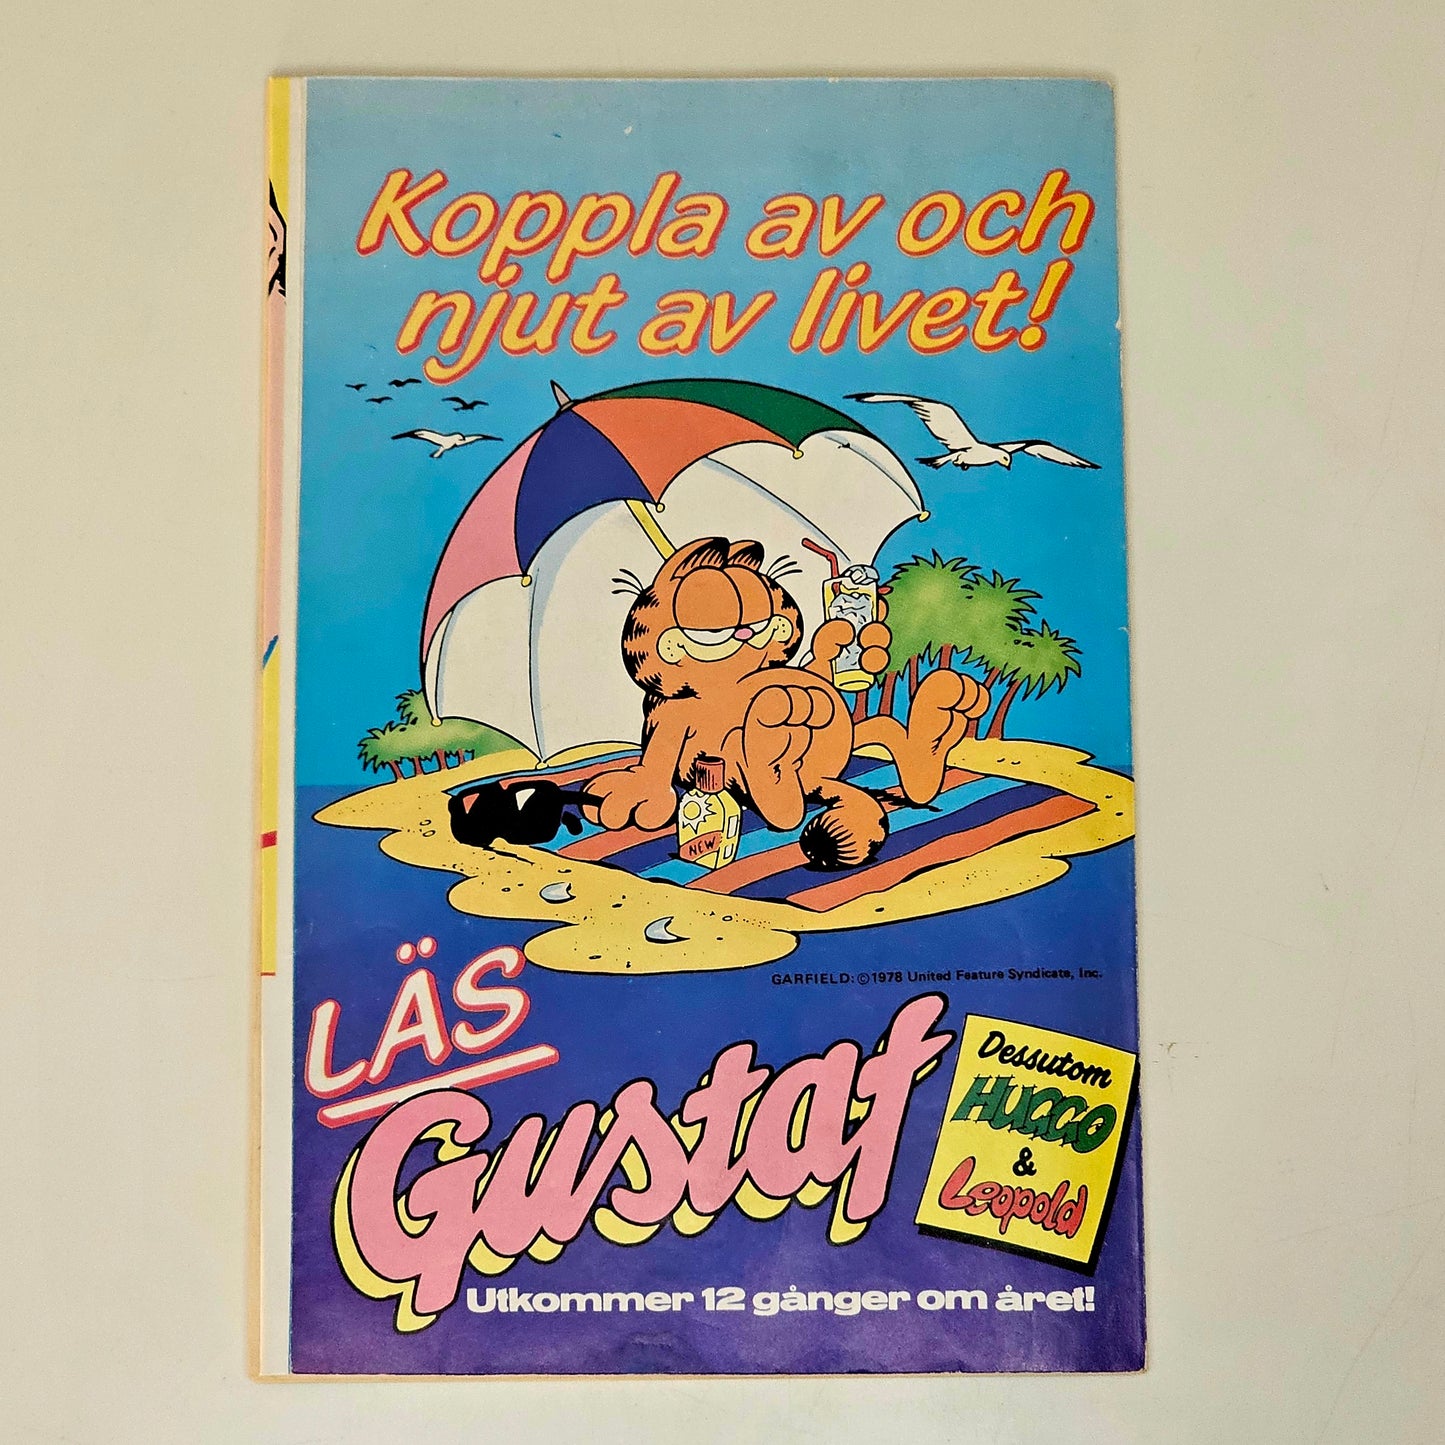 Koppla av och
njut av livet!
NEW
GARFIELD: © 1978 United Feature Syndicate, Inc.
LÄS
Gustaf
Dessutom
HUGGO
&
Leopold
Utkommer 12 gånger om året!